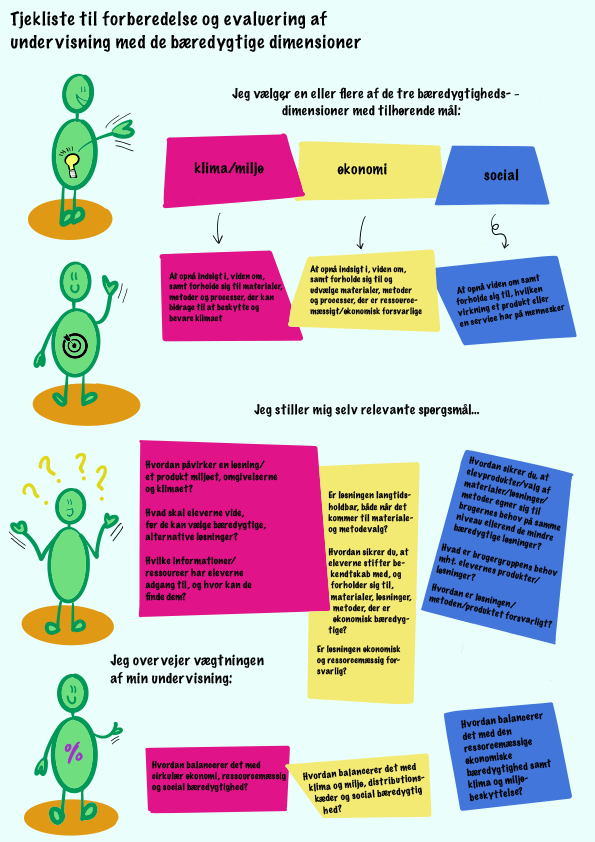 Tjekliste til forberedelse og evaluering af
undervisning med de bæredygtige dimensioner
Jeg vælger en eller flere af de tre bæredygtigheds- -
dimensioner med tilhørende mål:
klima/miljø
økonomi
social
At opnå indsigt i, viden om,
samt forholde sig til materialer,
metoder og processer, der kan
bidrage til at beskytte og
bevare klimaet
At opnå indsigt i, viden om,
samt forholde sig til og
udvælge materialer, metoder
og processer, der er ressource-
mæssigt/økonomisk forsvarlige
At opnå viden om samt
forholde sig til, hvilken
virkning et produkt eller
en service har på mennesker
Jeg stiller mig selv relevante spørgsmål...
? ? ? ?
Hvordan påvirker en løsning/
et produkt miljøet, omgivelserne
og klimaet?
Hvad skal eleverne vide,
før de kan vælge bæredygtige,
alternative løsninger?
Hvilke informationer/
ressourcer har eleverne
adgang til, og hvor kan de
finde dem?
Er løsningen langtids-
holdbar, både når det
kommer til materiale-
og metodevalg?
Hvordan sikrer du, at
eleverne stifter be-
kendtskab med, og
forholder sig til,
materialer, løsninger,
metoder, der er
økonomisk bæredyg-
tige?
Er løsningen økonomisk
og ressorcemæssig for-
svarlig?
Hvordan sikrer du, at
elevprodukter/valg af
materialer/løsninger/
metoder egner sig til
brugernes behov på samme
niveau ellerend de mindre
bæredygtige løsninger?
Hvad er brugergruppens behov
mht. elevernes produkter/
løsninger?
Hvordan er løsningen/
metoden/produktet forsvarligt?
Jeg overvejer vægtningen
af min undervisning:
%
Hvordan balancerer det med
cirkulær økonomi, ressourcemæssig
og social bæredygtighed?
Hvordan balancerer det med
klima og miljø, distributions-
kæder og social bæredygtig
hed?
Hvordan balancerer
det med den
ressorcemæssige
økonomiske
bæredygtighed samt
klima og miljø-
beskyttelse?